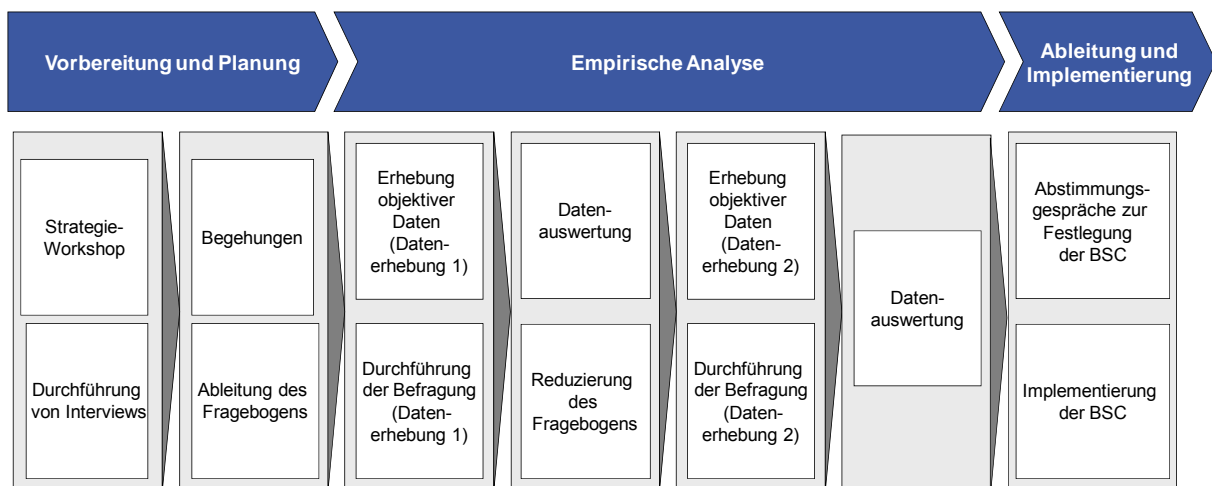 Vorbereitung und Planung
Empirische Analyse
Ableitung und
Implementierung
Strategie-
Workshop
Durchführung
von Interviews
Begehungen
Ableitung des
Fragebogens
Erhebung
objektiver
Daten
(Daten-
erhebung 1)
Durchführung
der Befragung
(Daten-
erhebung 1)
Daten-
auswertung
Reduzierung
des
Fragebogens
Erhebung
objektiver
Daten
(Daten-
erhebung 2)
Durchführung
der Befragung
(Daten-
erhebung 2)
Daten-
auswertung
Abstimmungs-
gespräche zur
Festlegung
der BSC
Implementierung
der BSC